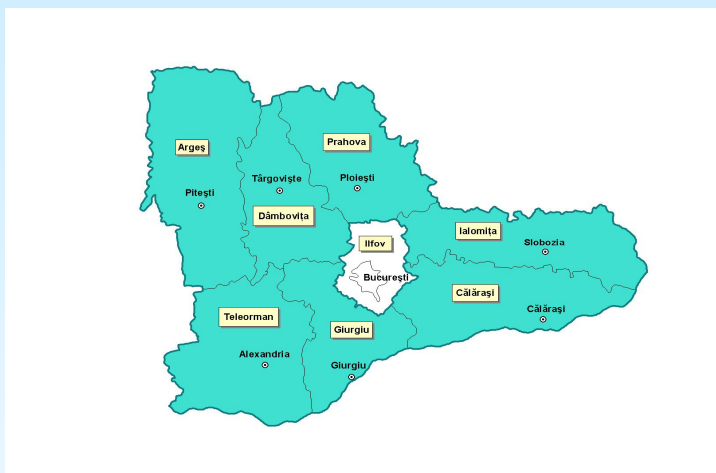 Prahova
Argeş
Târgovişte
Ploieşti
Piteşti
Dâmboviţa
Ialomiţa
Ilfov
Slobozia
Bucureşti
Călăraşi
Călăraşi
Teleorman
Giurgiu
Alexandria
Giurgiu